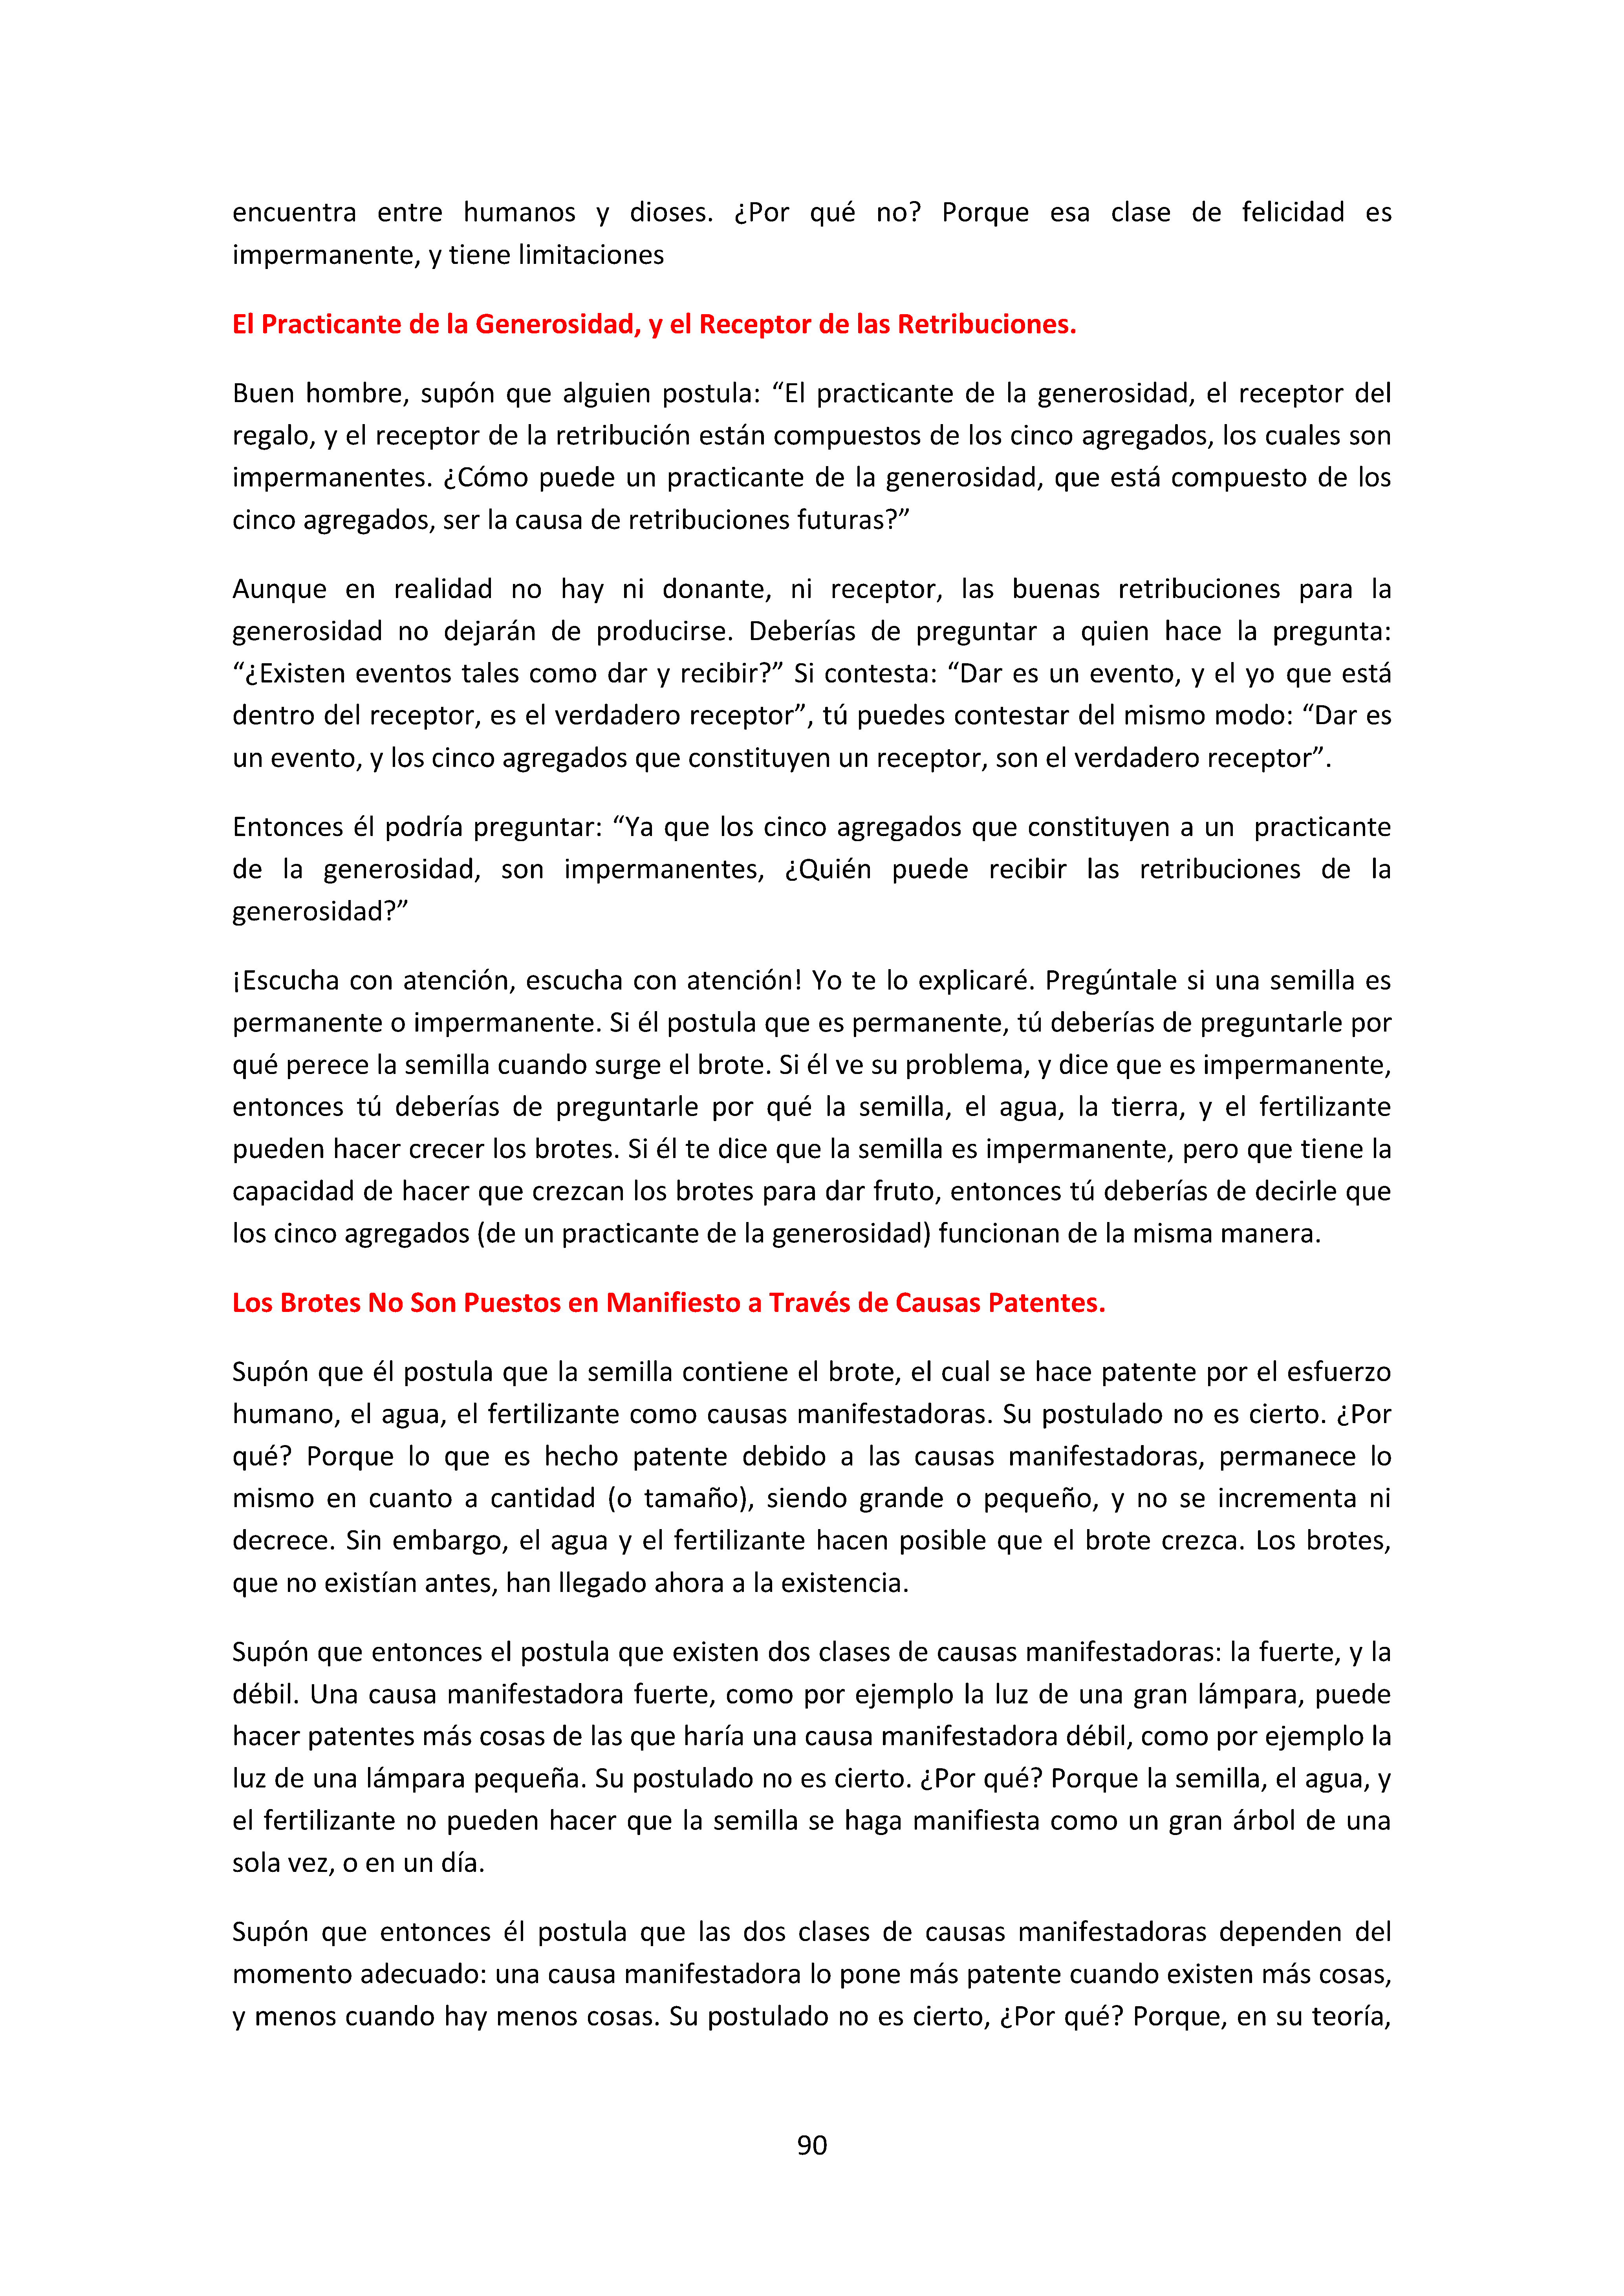 encuentra entre humanos y dioses. ¿Por qué no? Porque esa clase de felicidad es
impermanente, y tiene limitaciones
El Practicante de la Generosidad, y el Receptor de las Retribuciones.
Buen hombre, supón que alguien postula: “El practicante de la generosidad, el receptor del
regalo, y el receptor de la retribución están compuestos de los cinco agregados, los cuales son
impermanentes. ¿Cómo puede un practicante de la generosidad, que está compuesto de los
cinco agregados, ser la causa de retribuciones futuras?”
Aunque en realidad no hay ni donante, ni receptor, las buenas retribuciones para la
generosidad no dejarán de producirse. Deberías de preguntar a quien hace la pregunta:
“¿Existen eventos tales como dar y recibir?” Si contesta: “Dar es un evento, y el yo que está
dentro del receptor, es el verdadero receptor”, tú puedes contestar del mismo modo: “Dar es
un evento, y los cinco agregados que constituyen un receptor, son el verdadero receptor”.
Entonces él podría preguntar: “Ya que los cinco agregados que constituyen a un practicante
de la generosidad, son impermanentes, ¿Quién puede recibir las retribuciones de la
generosidad?”
¡Escucha con atención, escucha con atención! Yo te lo explicaré. Pregúntale si una semilla es
permanente o impermanente. Si él postula que es permanente, tú deberías de preguntarle por
qué perece la semilla cuando surge el brote. Si él ve su problema, y dice que es impermanente,
entonces tú deberías de preguntarle por qué la semilla, el agua, la tierra, y el fertilizante
pueden hacer crecer los brotes. Si él te dice que la semilla es impermanente, pero que tiene la
capacidad de hacer que crezcan los brotes para dar fruto, entonces tú deberías de decirle que
los cinco agregados (de un practicante de la generosidad) funcionan de la misma manera.
Los Brotes No Son Puestos en Manifiesto a Través de Causas Patentes.
Supón que él postula que la semilla contiene el brote, el cual se hace patente por el esfuerzo
humano, el agua, el fertilizante como causas manifestadoras. Su postulado no es cierto. ¿Por
qué? Porque lo que es hecho patente debido a las causas manifestadoras, permanece lo
mismo en cuanto a cantidad (o tamaño), siendo grande o pequeño, y no se incrementa ni
decrece. Sin embargo, el agua y el fertilizante hacen posible que el brote crezca. Los brotes,
que no existían antes, han llegado ahora a la existencia.
Supón que entonces el postula que existen dos clases de causas manifestadoras: la fuerte, y la
débil. Una causa manifestadora fuerte, como por ejemplo la luz de una gran lámpara, puede
hacer patentes más cosas de las que haría una causa manifestadora débil, como por ejemplo la
luz de una lámpara pequeña. Su postulado no es cierto. ¿Por qué? Porque la semilla, el agua, y
el fertilizante no pueden hacer que la semilla se haga manifiesta como un gran árbol de una
sola vez, o en un día.
Supón que entonces él postula que las dos clases de causas manifestadoras dependen del
momento adecuado: una causa manifestadora lo pone más patente cuando existen más cosas,
y menos cuando hay menos cosas. Su postulado no es cierto, ¿Por qué? Porque, en su teoría,
90